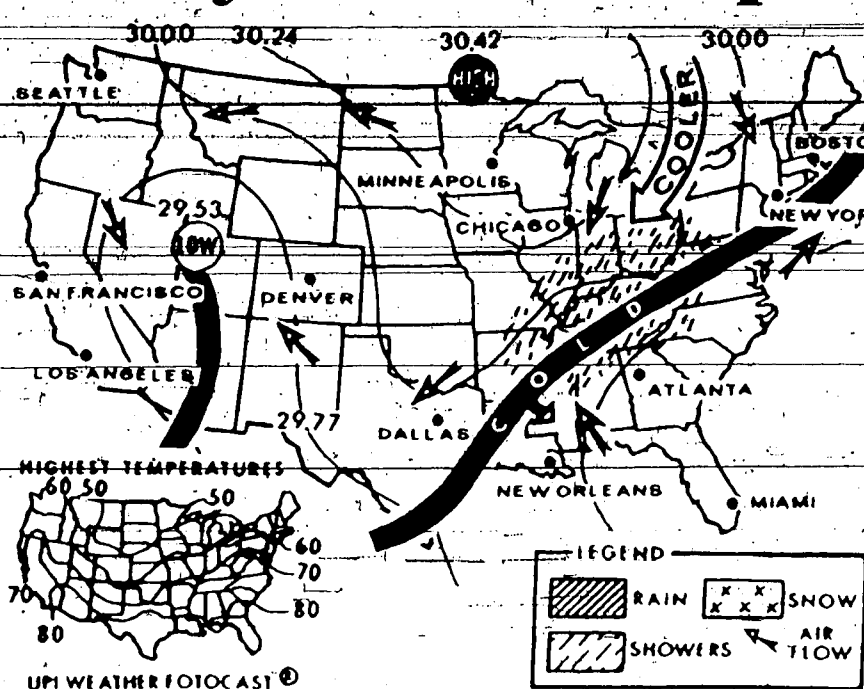 30.00 30.24 30.42 30.00
HIGH
SEATTLE
COOLER
BOSTO
MINNEAPOLIS
29.53
CHICAGO
NEW YOR
LOW
SAN FRANCISCO
DENVER
COLD
LOS ANGELES
ATLANTA
29.77
DALLAS
HIGHEST TEMPERATURES
60 50 50
NEW ORLEANS
MIAMI
60
70
70
80
80
LEGEND
RAIN
SNOW
SHOWERS
AIR FLOW
UPI WEATHER FOTOCAST ®